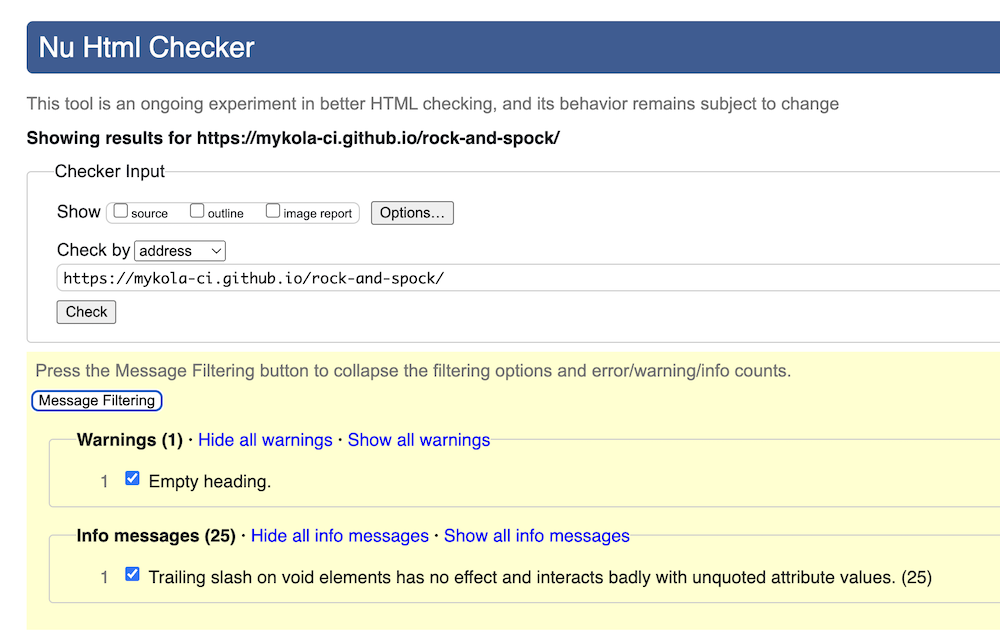 Nu Html Checker
This tool is an ongoing experiment in better HTML checking, and its behavior remains subject to change
Showing results for https://mykola-ci.github.io/rock-and-spock/
Checker Input
Show source outline image report Options...
Check by address
https://mykola-ci.github.io/rock-and-spock/
Check
Press the Message Filtering button to collapse the filtering options and error/warning/info counts.
Message Filtering
Warnings (1) · Hide all warnings · Show all warnings
1 Empty heading.
Info messages (25) · Hide all info messages · Show all info messages
1 Trailing slash on void elements has no effect and interacts badly with unquoted attribute values. (25)